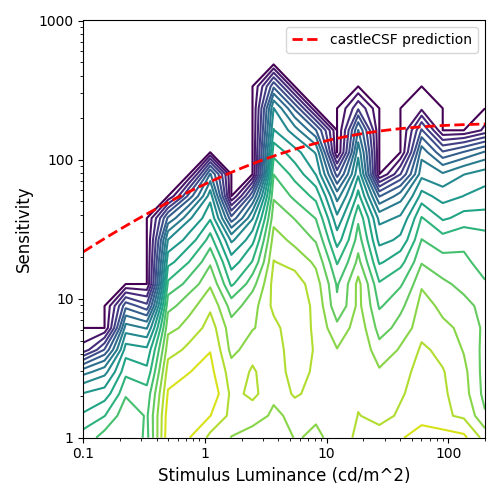 1000
castleCSF prediction
100
Sensitivity
10
1
0.1 1 10 100
Stimulus Luminance (cd/m^2)